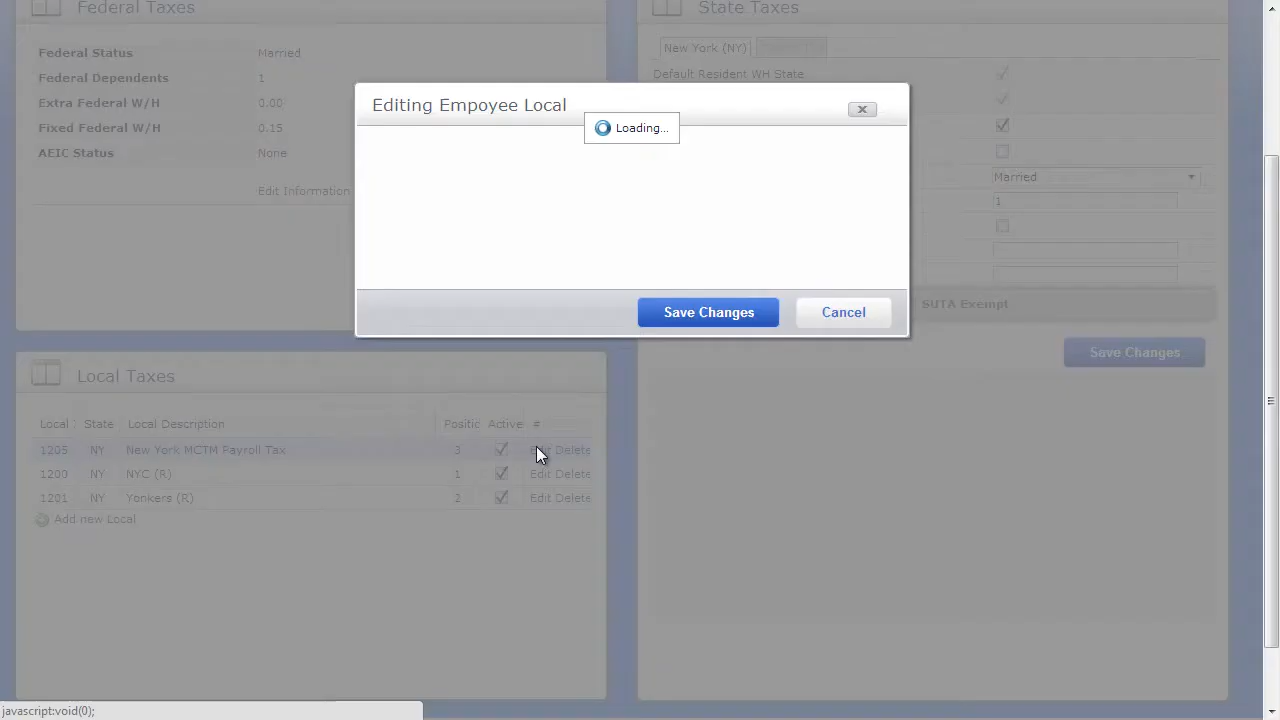 Federal Taxes
Federal Status Married
Federal Dependents 1
Extra Federal W/H 0.00
Fixed Federal W/H 0.15
AEIC Status None
Edit Information
State Taxes
New York (NY)
Default Resident WH State
Married
1
SUTA Exempt
Save Changes
Editing Empoyee Local
Loading...
Save Changes Cancel
Local Taxes
Local State Local Description Positic Active #
1205 NY New York MCTM Payroll Tax 3 Edit Delete
1299 NY NYC (R) 1 Edit Delete
1201 NY Yonkers (R) 2 Edit Delete
Add new Local
javascript:void(0);